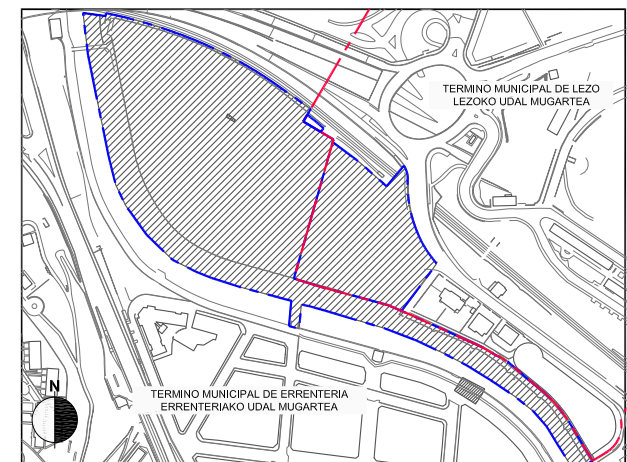 TERMINO MUNICIPAL DE LEZO
LEZOKO UDAL MUGARTEA
TERMINO MUNICIPAL DE ERRENTERIA
ERRENTERIAKO UDAL MUGARTEA
N